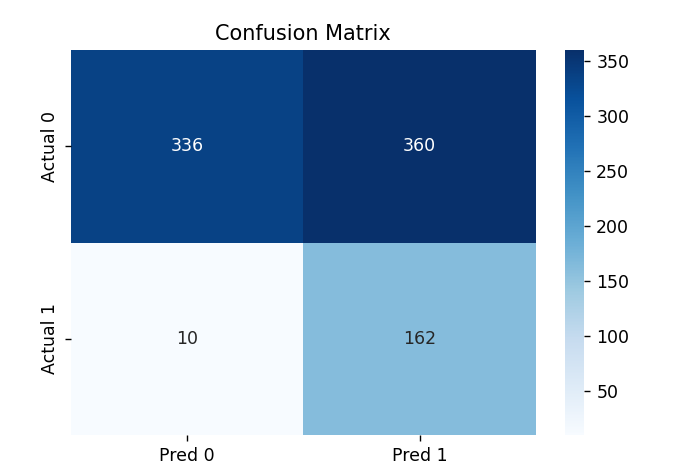 Confusion Matrix
Actual 0
336
360
Actual 1
10
162
Pred 0
Pred 1
350
300
250
200
150
100
50